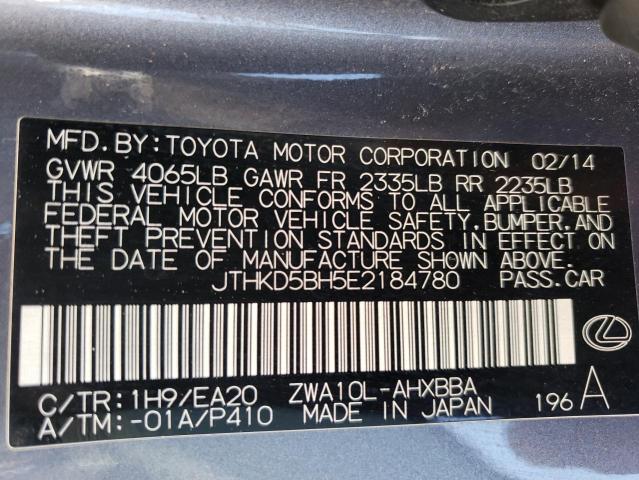 MFD.BY:TOYOTA MOTOR CORPORATION 02/14
GVWR 4065LB GAWR FR 2335LB RR 2235LB
THIS VEHICLE CONFORMS TO ALL APPLICABLE
FEDERAL MOTOR VEHICLE SAFETY,BUMPER,AND
THEFT PREVENTION STANDARDS IN EFFECT ON
THE DATE OF MANUFACTURE SHOWN ABOVE.
JTHKD5BH5E2184780 PASS.CAR
C/TR:1H9/EA20 ZWA10L-AHXBBA
A/TM:-01A/P410 MADE IN JAPAN 196 A